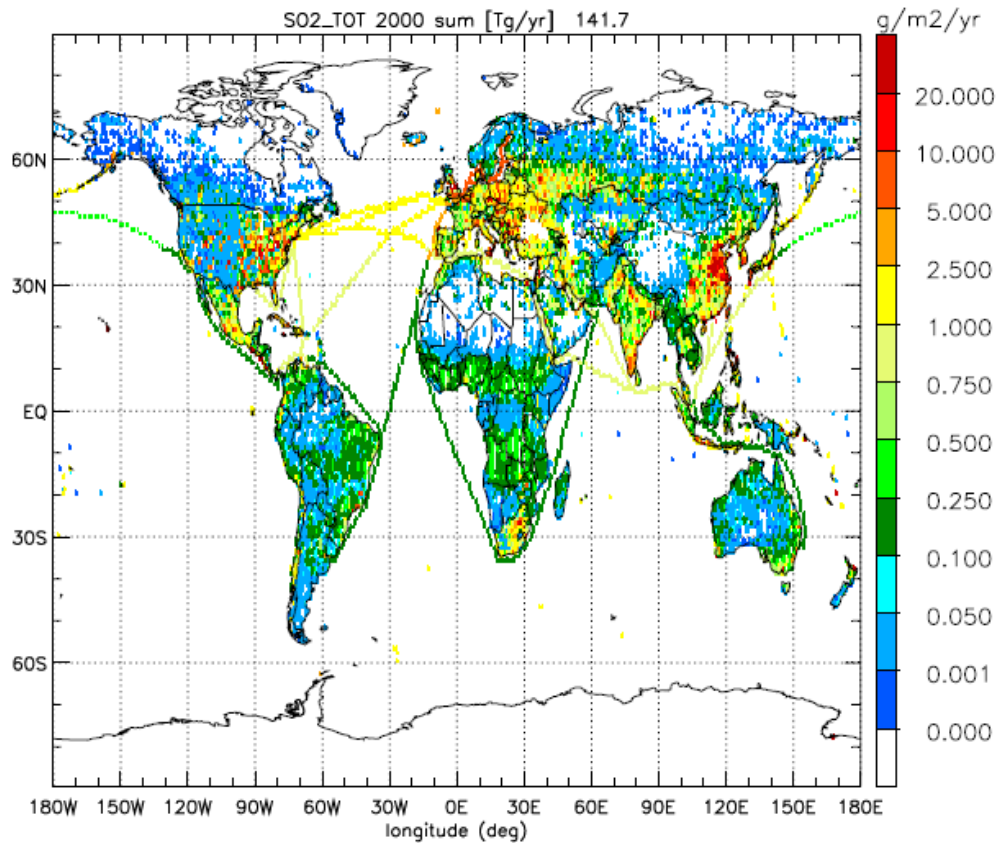 SO2_TOT 2000 sum [Tg/yr] 141.7
g/m2/yr
20.000
10.000
5.000
2.500
1.000
0.750
0.500
0.250
0.100
0.050
0.001
0.000
60N
30N
EQ
30S
60S
180W 150W 120W 90W 60W 30W 0E 30E 60E 90E 120E 150E 180E
longitude (deg)